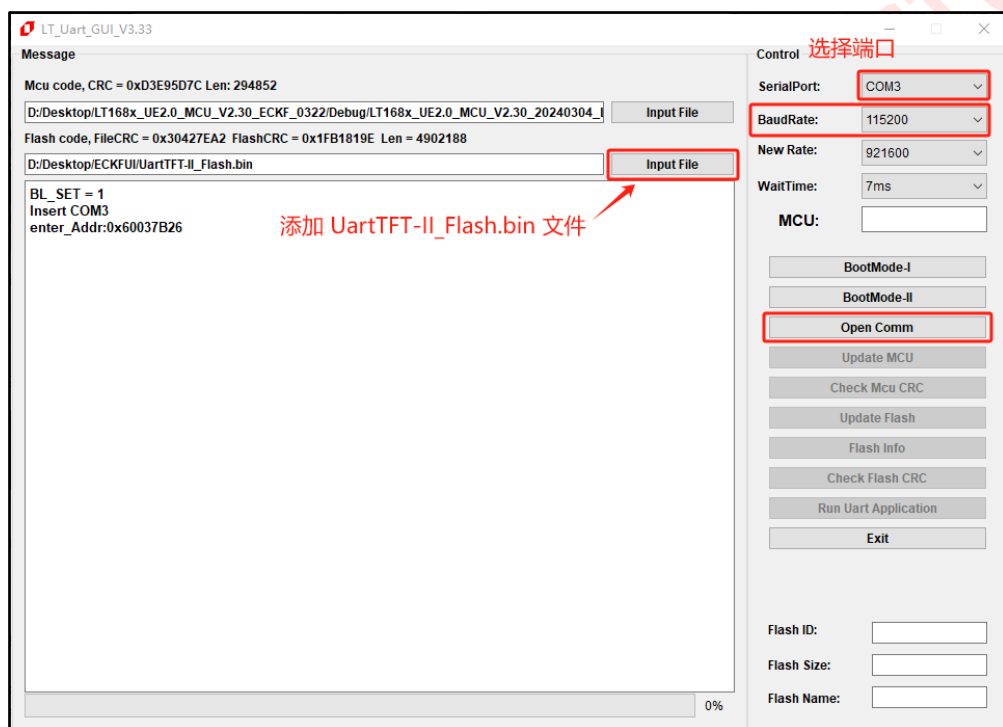 LT_Uart_GUI_V3.33
Message
Mcu code, CRC = 0xD3E95D7C Len: 294852
D:/Desktop/LT168x_UE2.0_MCU_V2.30_ECKF_0322/Debug/LT168x_UE2.0_MCU_V2.30_20240304_
Input File
Flash code, FileCRC = 0x30427EA2 FlashCRC = 0x1FB1819E Len = 4902188
D:/Desktop/ECKFUI/UartTFT-II_Flash.bin
Input File
BL_SET = 1
Insert COM3
enter_Addr:0x60037B26
添加 UartTFT-II_Flash.bin 文件
0%
Control 选择端口
SerialPort: COM3
BaudRate: 115200
New Rate: 921600
WaitTime: 7ms
MCU:
BootMode-I
BootMode-II
Open Comm
Update MCU
Check Mcu CRC
Update Flash
Flash Info
Check Flash CRC
Run Uart Application
Exit
Flash ID:
Flash Size:
Flash Name: